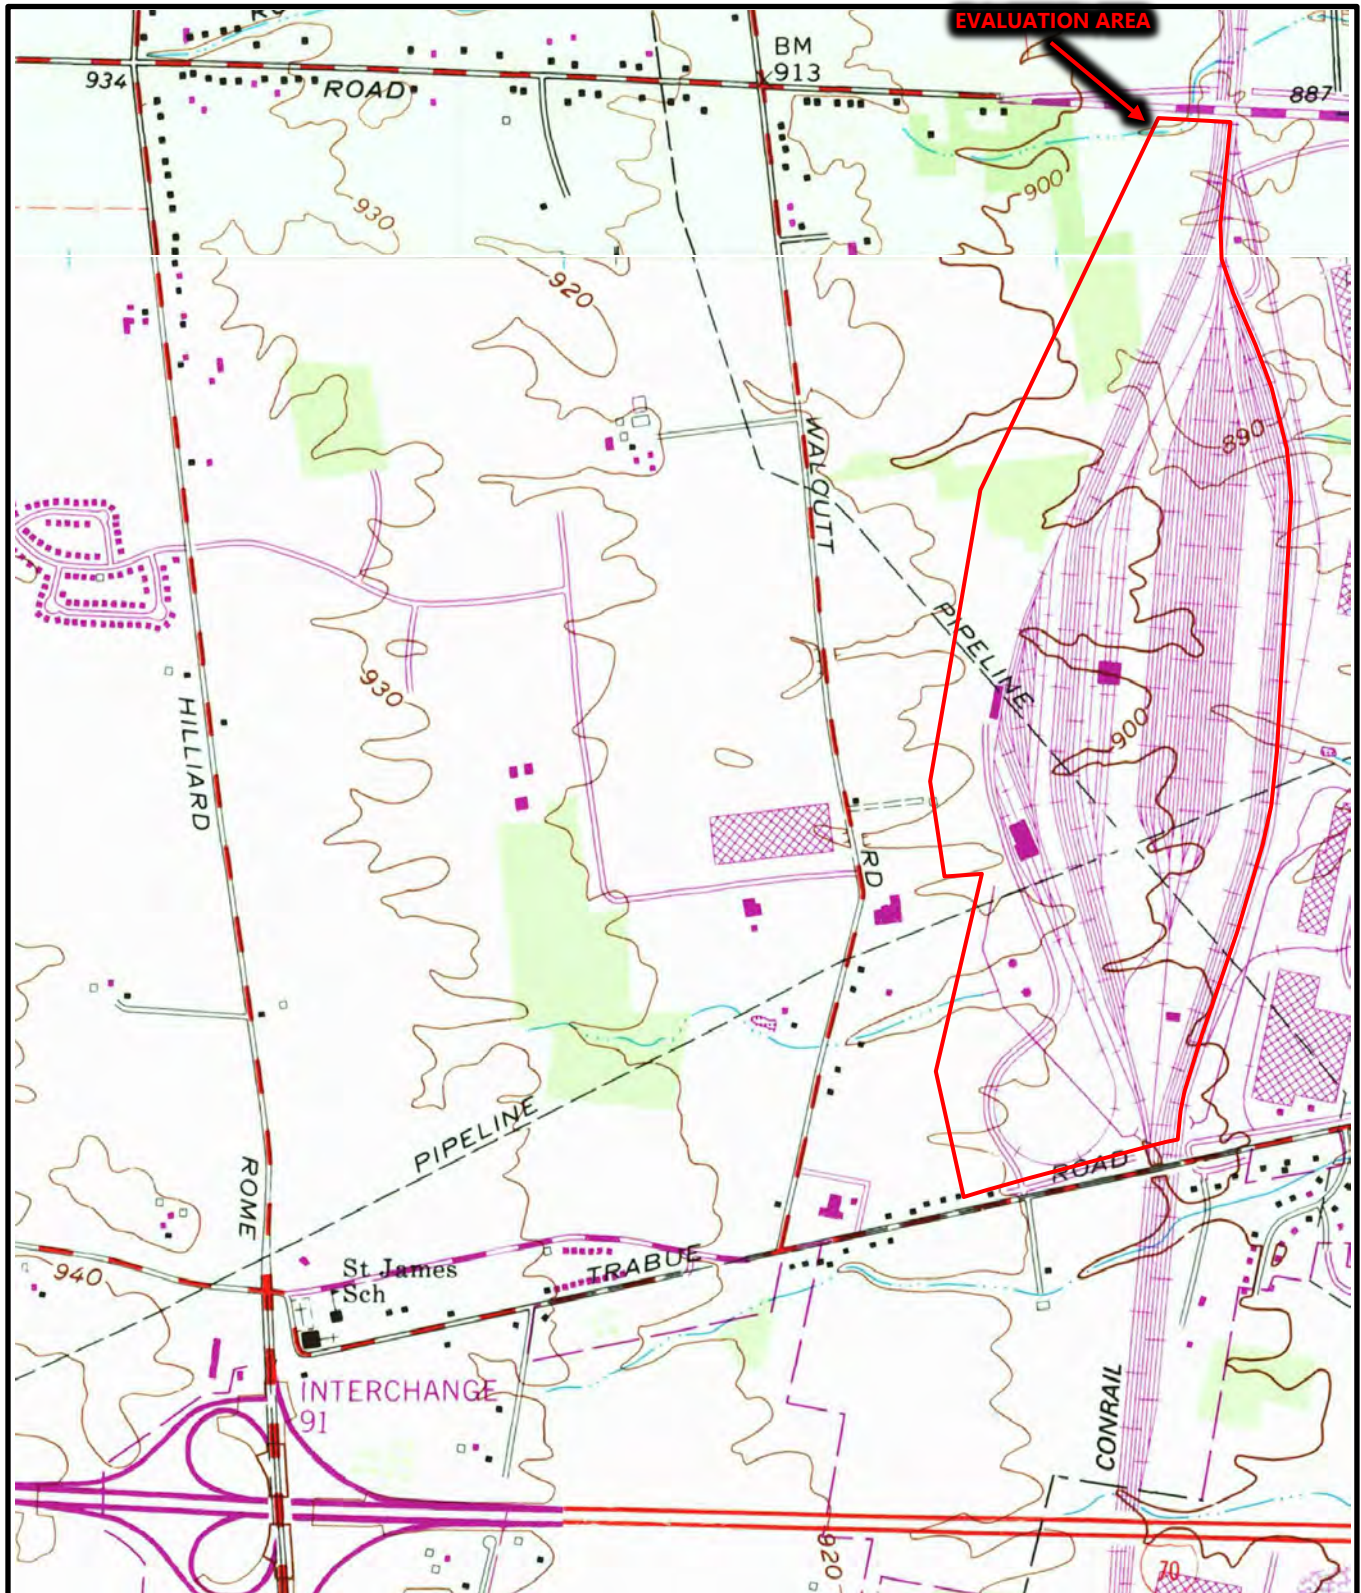 EVALUATION AREA
BM
913
934
ROAD
887
930
900
920
890
WALQUTT
PIPELINE
930
HILLIARD
900
RD
PIPELINE
ROAD
ROME
940
St James
Sch
TRABUE
INTERCHANGE
91
CONRAIL
920
70